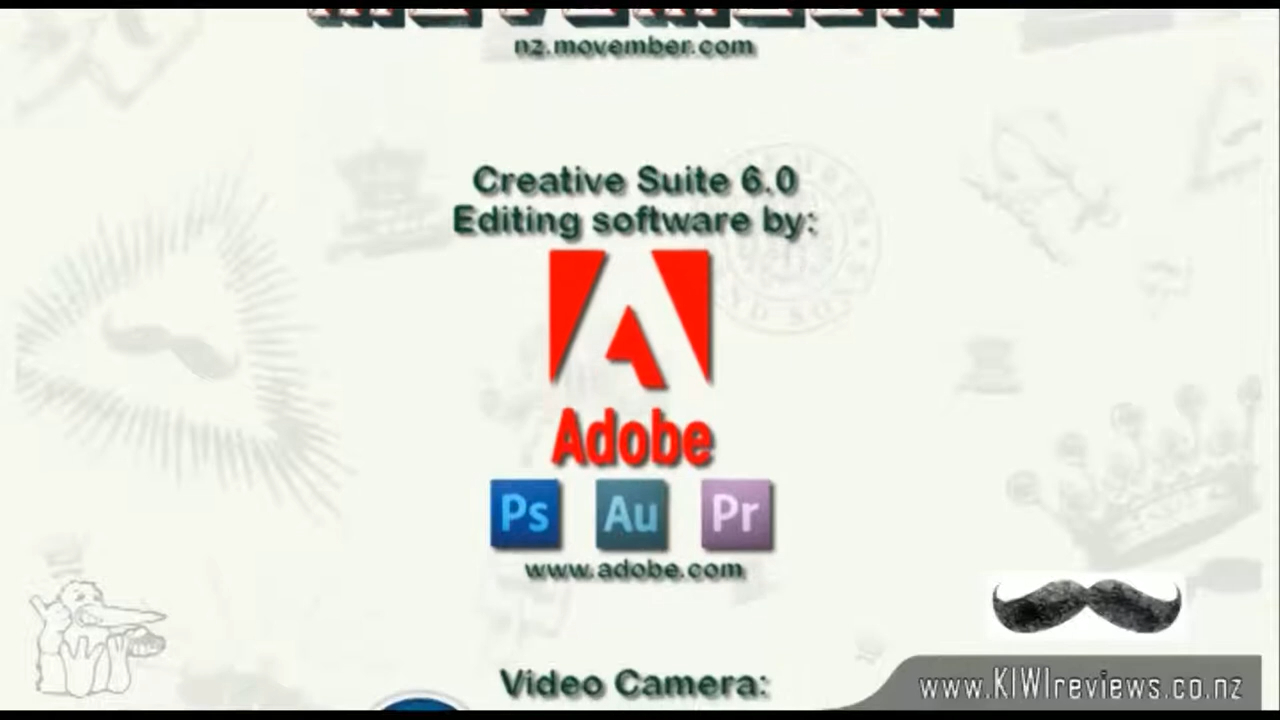 nz.movember.com
Creative Suite 6.0
Editing software by:
Adobe
Ps Au Pr
www.adobe.com
Video Camera:
www.KIWIreviews.co.nz